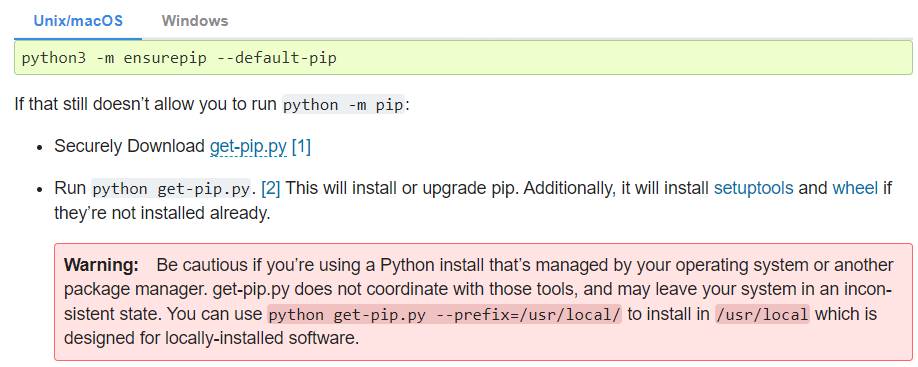 Unix/macOS Windows
python3 -m ensurepip --default-pip
If that still doesn’t allow you to run python -m pip:
• Securely Download get-pip.py [1]
• Run python get-pip.py. [2] This will install or upgrade pip. Additionally, it will install setuptools and wheel if
they’re not installed already.
Warning: Be cautious if you’re using a Python install that’s managed by your operating system or another
package manager. get-pip.py does not coordinate with those tools, and may leave your system in an incon-
sistent state. You can use python get-pip.py --prefix=/usr/local/ to install in /usr/local which is
designed for locally-installed software.